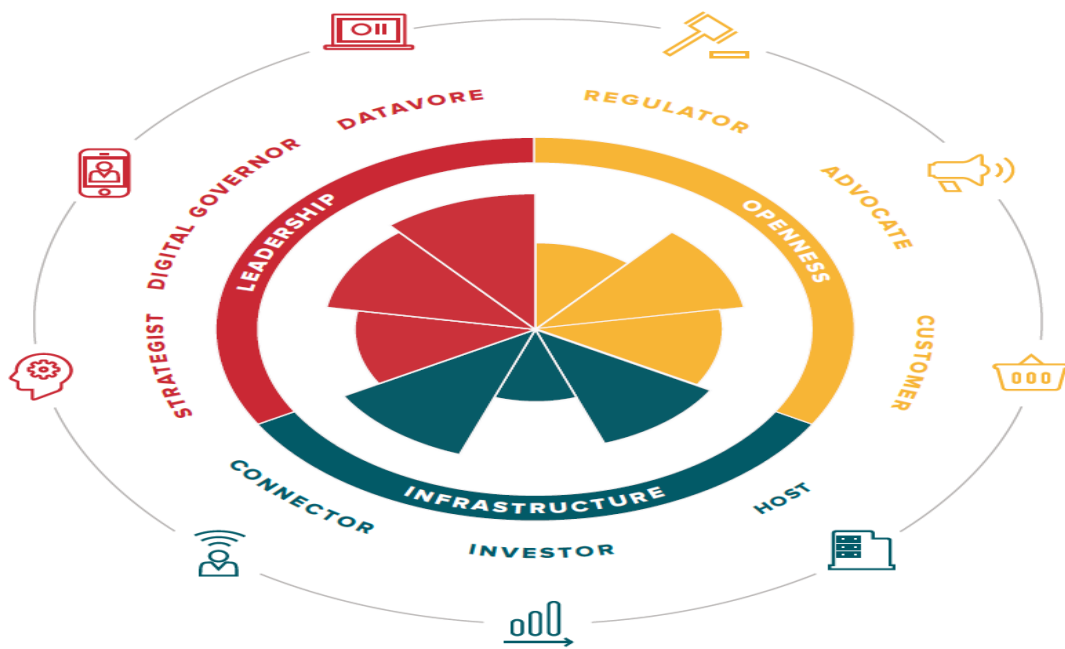 DATAVORE
REGULATOR
DIGITAL GOVERNOR
ADVOCATE
LEADERSHIP
OPENNESS
STRATEGIST
CUSTOMER
CONNECTOR
INFRASTRUCTURE
HOST
INVESTOR